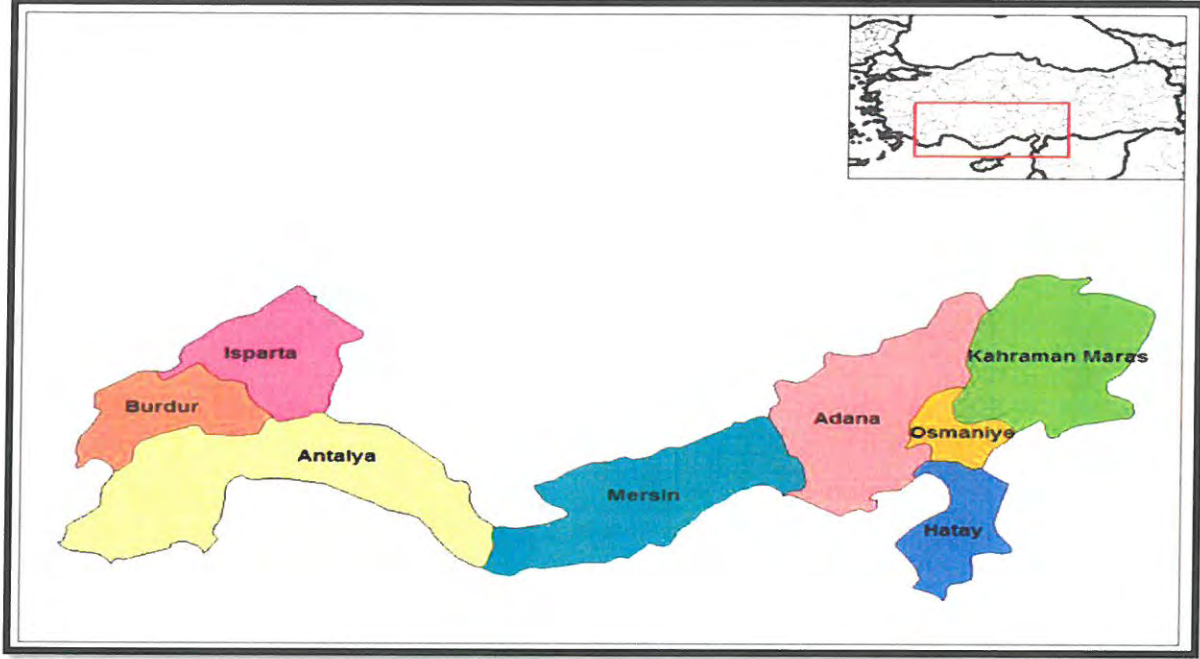 Isparta
Kahraman Maras
Burdur
Adana
Osmaniye
Antalya
Mersin
Hatay